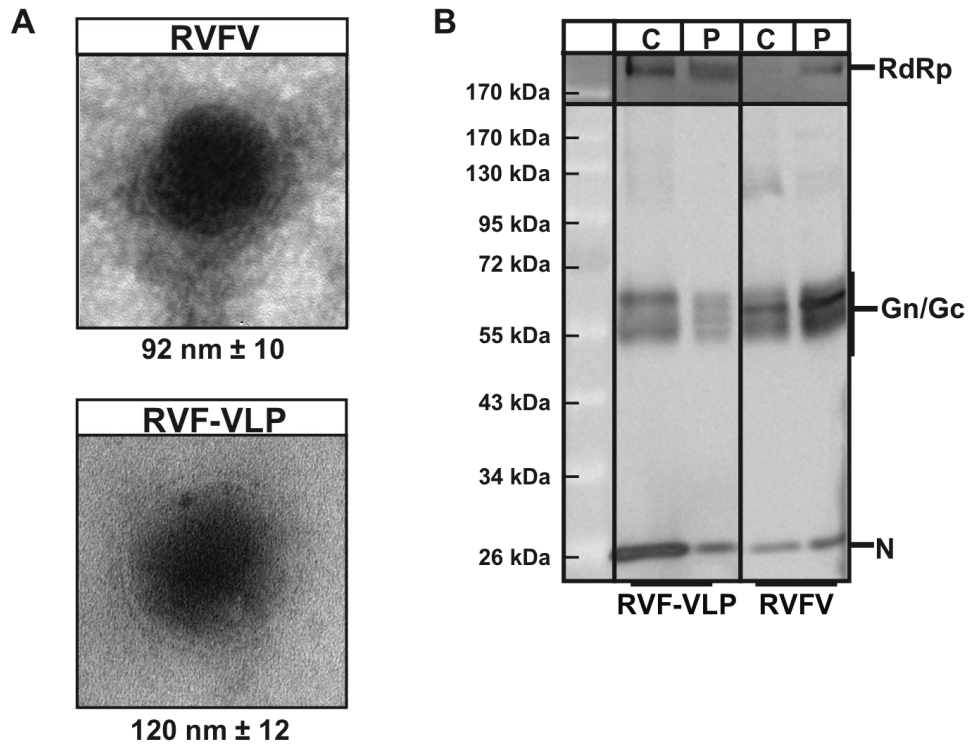 A
RVFV
92 nm ± 10
RVF-VLP
120 nm ± 12
B
C P C P
RdRp
170 kDa
170 kDa
130 kDa
95 kDa
72 kDa
Gn/Gc
55 kDa
43 kDa
34 kDa
26 kDa
N
RVF-VLP RVFV